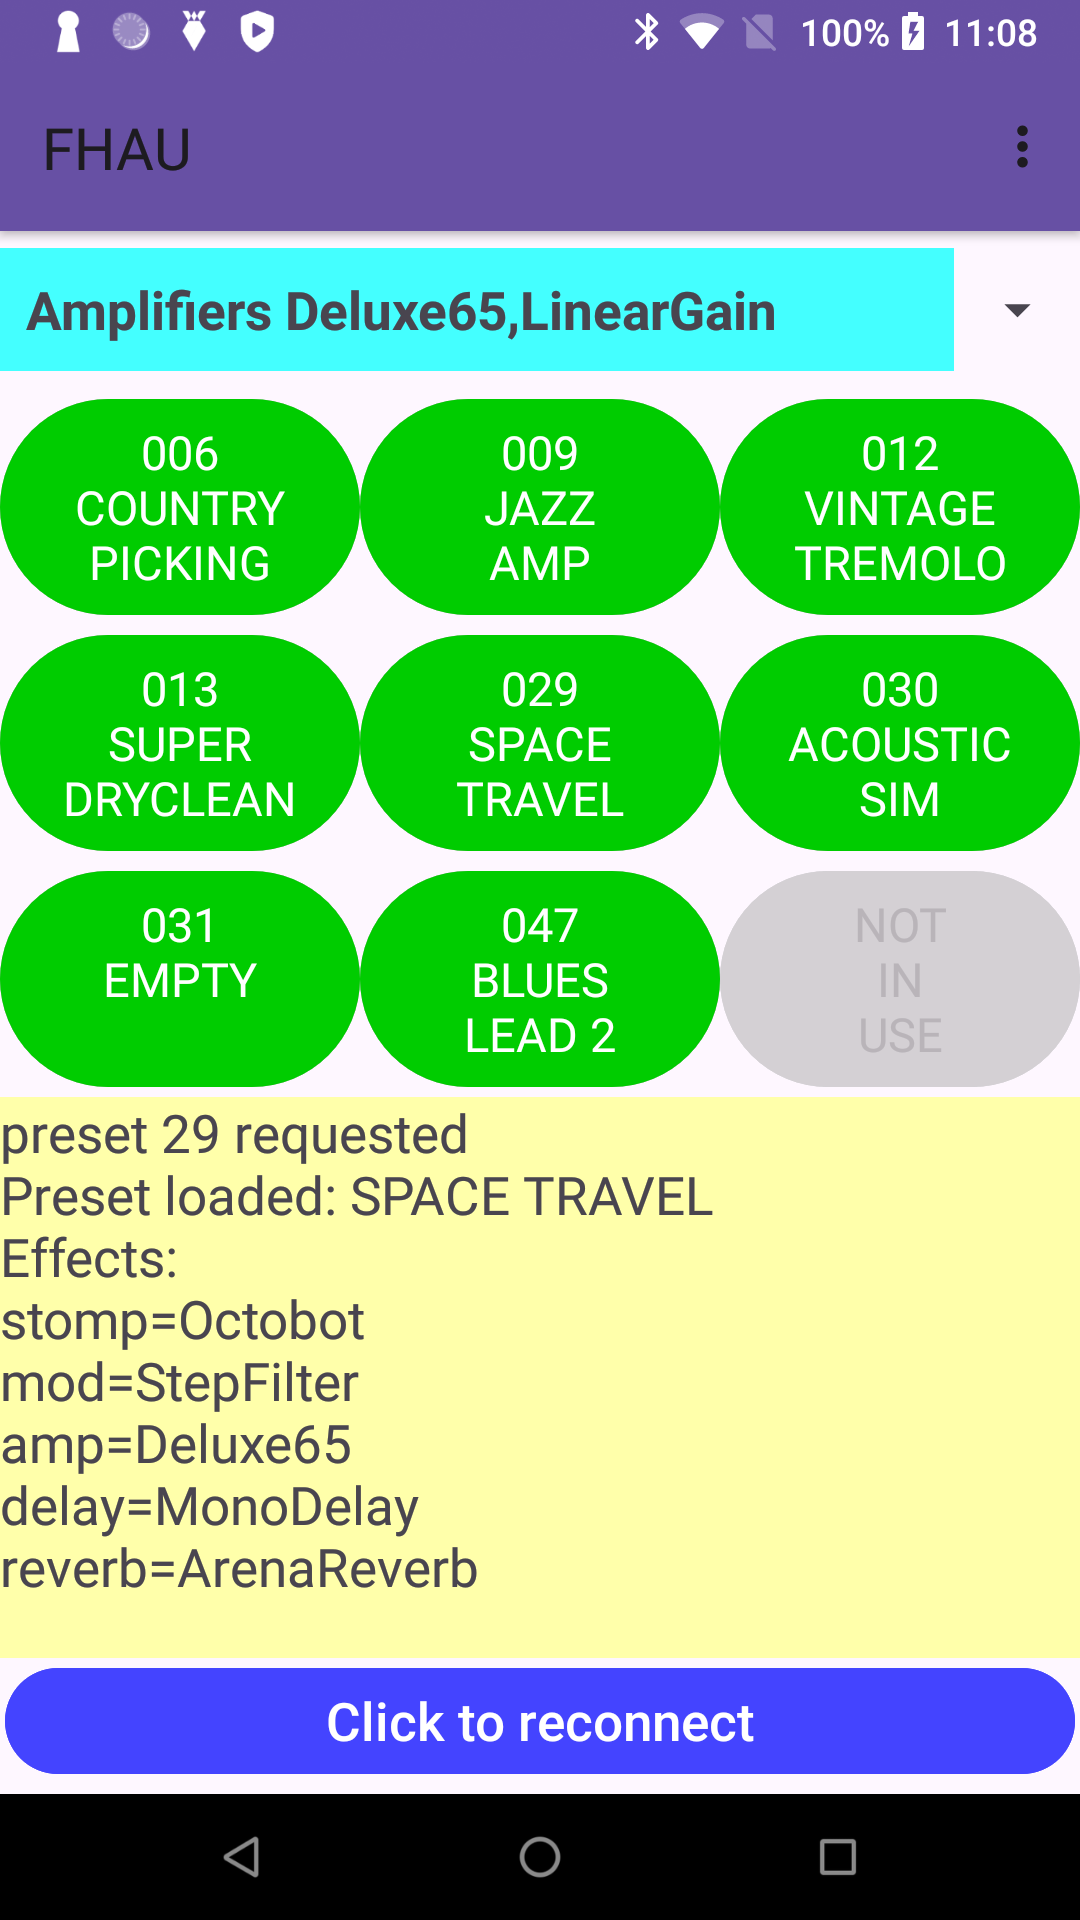 100% 11:08
FHAU
Amplifiers Deluxe65,LinearGain
006
COUNTRY
PICKING
009
JAZZ
AMP
012
VINTAGE
TREMOLO
013
SUPER
DRYCLEAN
029
SPACE
TRAVEL
030
ACOUSTIC
SIM
031
EMPTY
047
BLUES
LEAD 2
NOT
IN
USE
preset 29 requested
Preset loaded: SPACE TRAVEL
Effects:
stomp=Octobot
mod=StepFilter
amp=Deluxe65
delay=MonoDelay
reverb=ArenaReverb
Click to reconnect